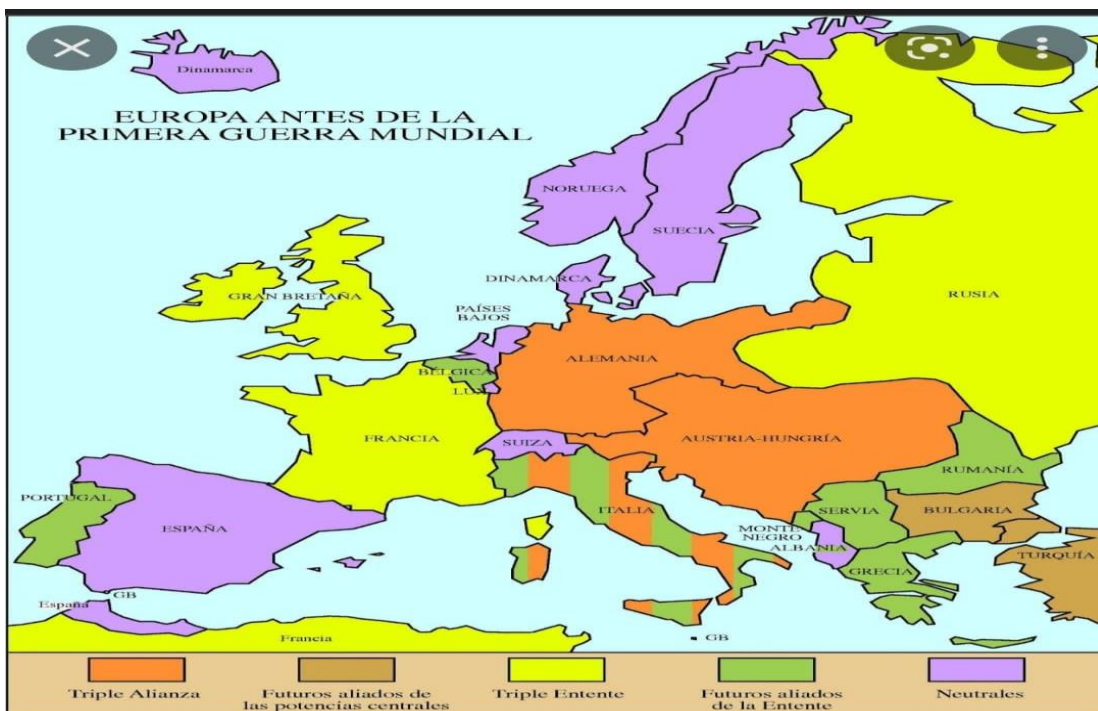 Dinamarca
EUROPA ANTES DE LA
PRIMERA GUERRA MUNDIAL
NORUEGA
SUECIA
DINAMARCA
GRAN BRETAÑA
RUSIA
PAÍSES
BAJOS
ALEMANIA
BÉLGICA
LUX
FRANCIA
SUIZA
AUSTRIA-HUNGRÍA
RUMANÍA
PORTUGAL
ITALIA
SERVIA
BULGARIA
ESPAÑA
MONTE
NEGRO
ALBANIA
TURQUÍA
GRECIA
GB
España
Francia
GB
Triple Alianza
Futuros aliados de
las potencias centrales
Triple Entente
Futuros aliados
de la Entente
Neutrales